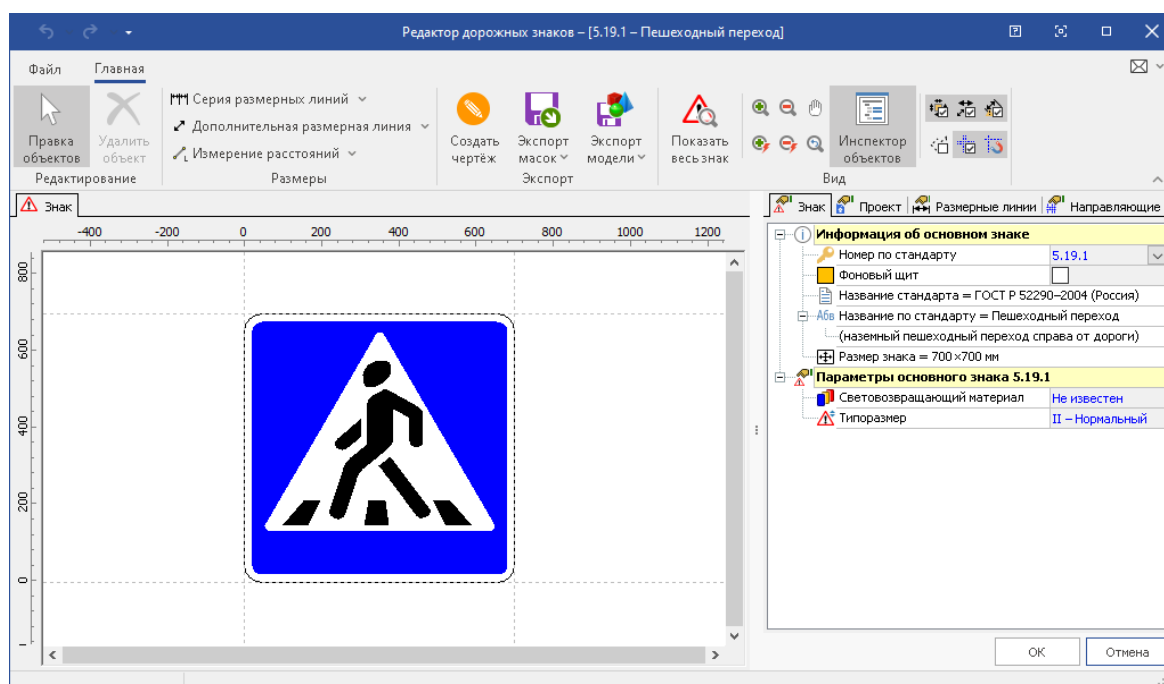 Редактор дорожных знаков – [5.19.1 – Пешеходный переход]
Файл Главная
Правка объектов
Удалить объект
Редактирование
Серия размерных линий
Дополнительная размерная линия
Измерение расстояний
Размеры
Создать чертёж
Экспорт масок
Экспорт модели
Экспорт
Показать весь знак
Инспектор объектов
Вид
Знак
-400 -200 0 200 400 600 800 1000 1200
800
600
400
200
0
Знак Проект Размерные линии Направляющие
Информация об основном знаке
Номер по стандарту 5.19.1
Фоновый щит
Название стандарта = ГОСТ Р 52290–2004 (Россия)
Абв Название по стандарту = Пешеходный переход
(наземный пешеходный переход справа от дороги)
Размер знака = 700×700 мм
Параметры основного знака 5.19.1
Световозвращающий материал Не известен
Типоразмер II – Нормальный
ОК Отмена